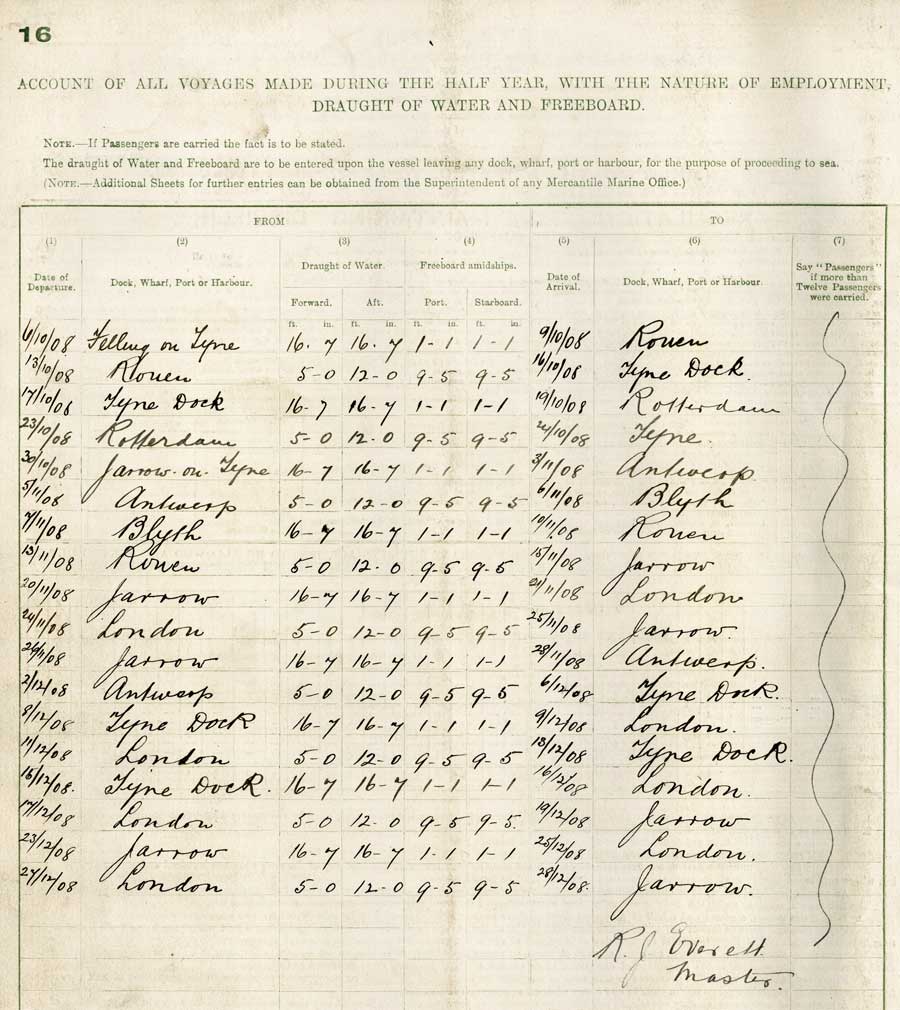 16
ACCOUNT OF ALL VOYAGES MADE DURING THE HALF YEAR, WITH THE NATURE OF EMPLOYMENT,
DRAUGHT OF WATER AND FREEBOARD.
NOTE.—If Passengers are carried the fact is to be stated.
The draught of Water and Freeboard are to be entered upon the vessel leaving any dock, wharf, port or harbour, for the purpose of proceeding to sea.
(NOTE.—Additional Sheets for further entries can be obtained from the Superintendent of any Mercantile Marine Office.)
FROM TO
(1) (2) (3) (4) (5) (6) (7)
Date of Departure. Dock, Wharf, Port or Harbour. Draught of Water. Freeboard amidships. Date of Arrival. Dock, Wharf, Port or Harbour. Say "Passengers" if more than Twelve Passengers were carried.
Forward. Aft. Port. Starboard.
ft. in. ft. in. ft. in. ft. in.
6/10/08 Felling on Tyne 16-7 16-7 1-1 1-1 9/10/08 Rouen
13/10/08 Rouen 5-0 12-0 9-5 9-5 16/10/08 Tyne Dock.
17/10/08 Tyne Dock 16-7 16-7 1-1 1-1 19/10/08 Rotterdam
23/10/08 Rotterdam 5-0 12-0 9-5 9-5 24/10/08 Tyne.
30/10/08 Jarrow-on-Tyne 16-7 16-7 1-1 1-1 3/11/08 Antwerp
5/11/08 Antwerp 5-0 12-0 9-5 9-5 6/11/08 Blyth
7/11/08 Blyth 16-7 16-7 1-1 1-1 10/11/08 Rouen
13/11/08 Rouen 5-0 12-0 9-5 9-5 15/11/08 Jarrow
20/11/08 Jarrow 16-7 16-7 1-1 1-1 21/11/08 London
24/11/08 London 5-0 12-0 9-5 9-5 25/11/08 Jarrow.
26/11/08 Jarrow 16-7 16-7 1-1 1-1 28/11/08 Antwerp.
2/12/08 Antwerp 5-0 12-0 9-5 9-5 6/12/08 Tyne Dock.
8/12/08 Tyne Dock 16-7 16-7 1-1 1-1 9/12/08 London.
11/12/08 London 5-0 12-0 9-5 9-5 13/12/08 Tyne Dock.
15/12/08. Tyne Dock. 16-7 16-7 1-1 1-1 16/12/08 London.
17/12/08 London 5-0 12-0 9-5 9-5. 19/12/08 Jarrow
23/12/08 Jarrow 16-7 16-7 1-1 1-1 25/12/08 London.
27/12/08 London 5-0 12-0 9-5 9-5 28/12/08. Jarrow.
R. J Everett
Master.